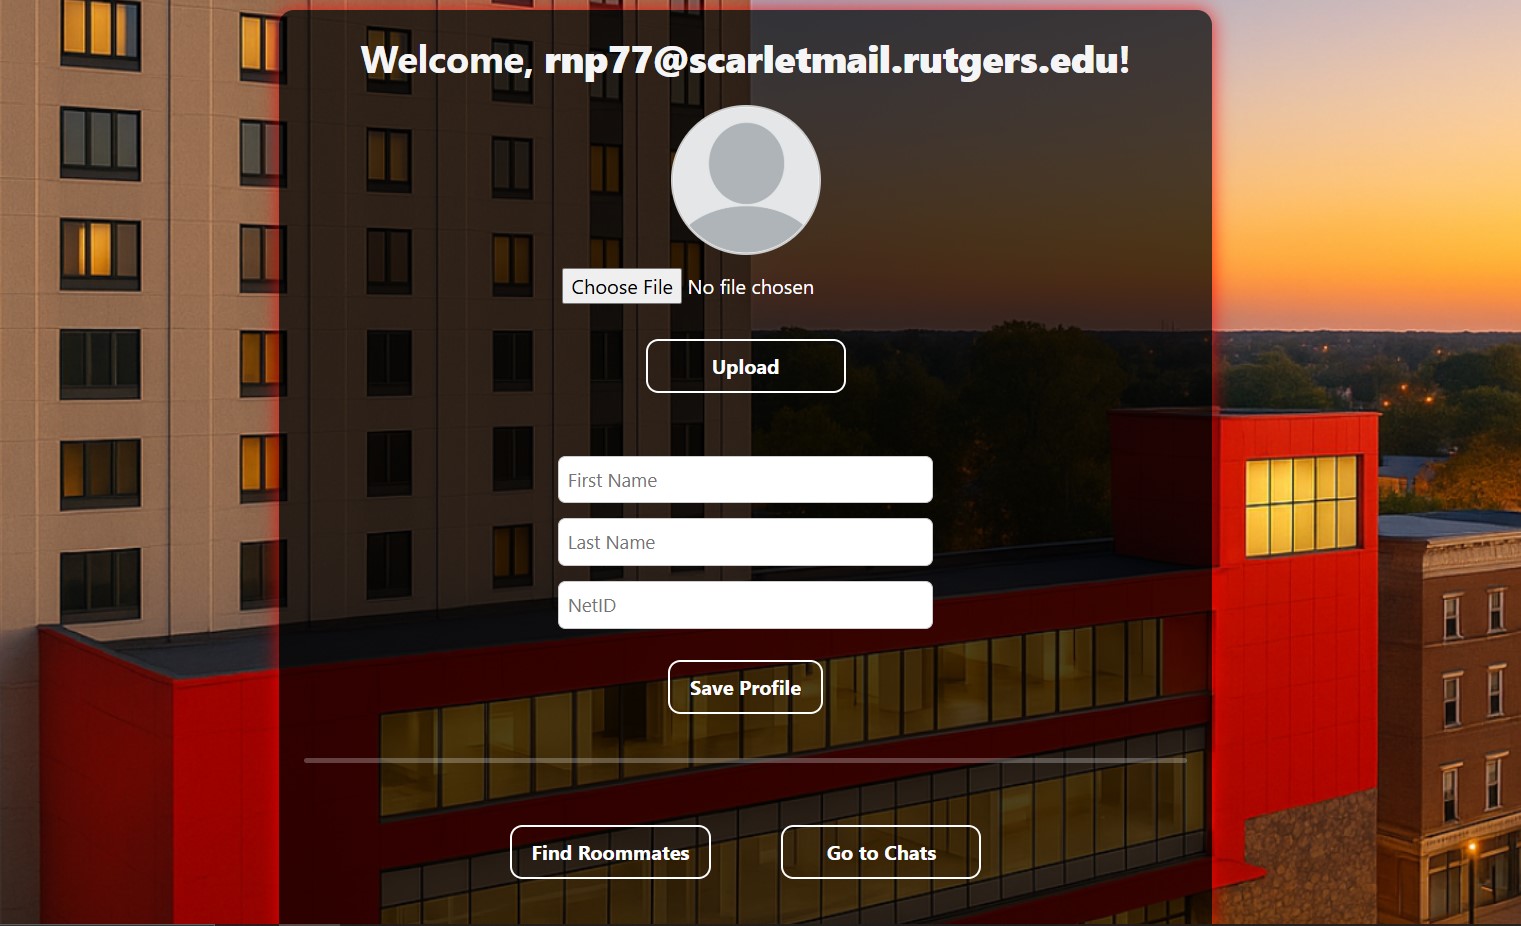 Welcome, rnp77@scarletmail.rutgers.edu!
Choose File No file chosen
Upload
First Name
Last Name
NetID
Save Profile
Find Roommates
Go to Chats